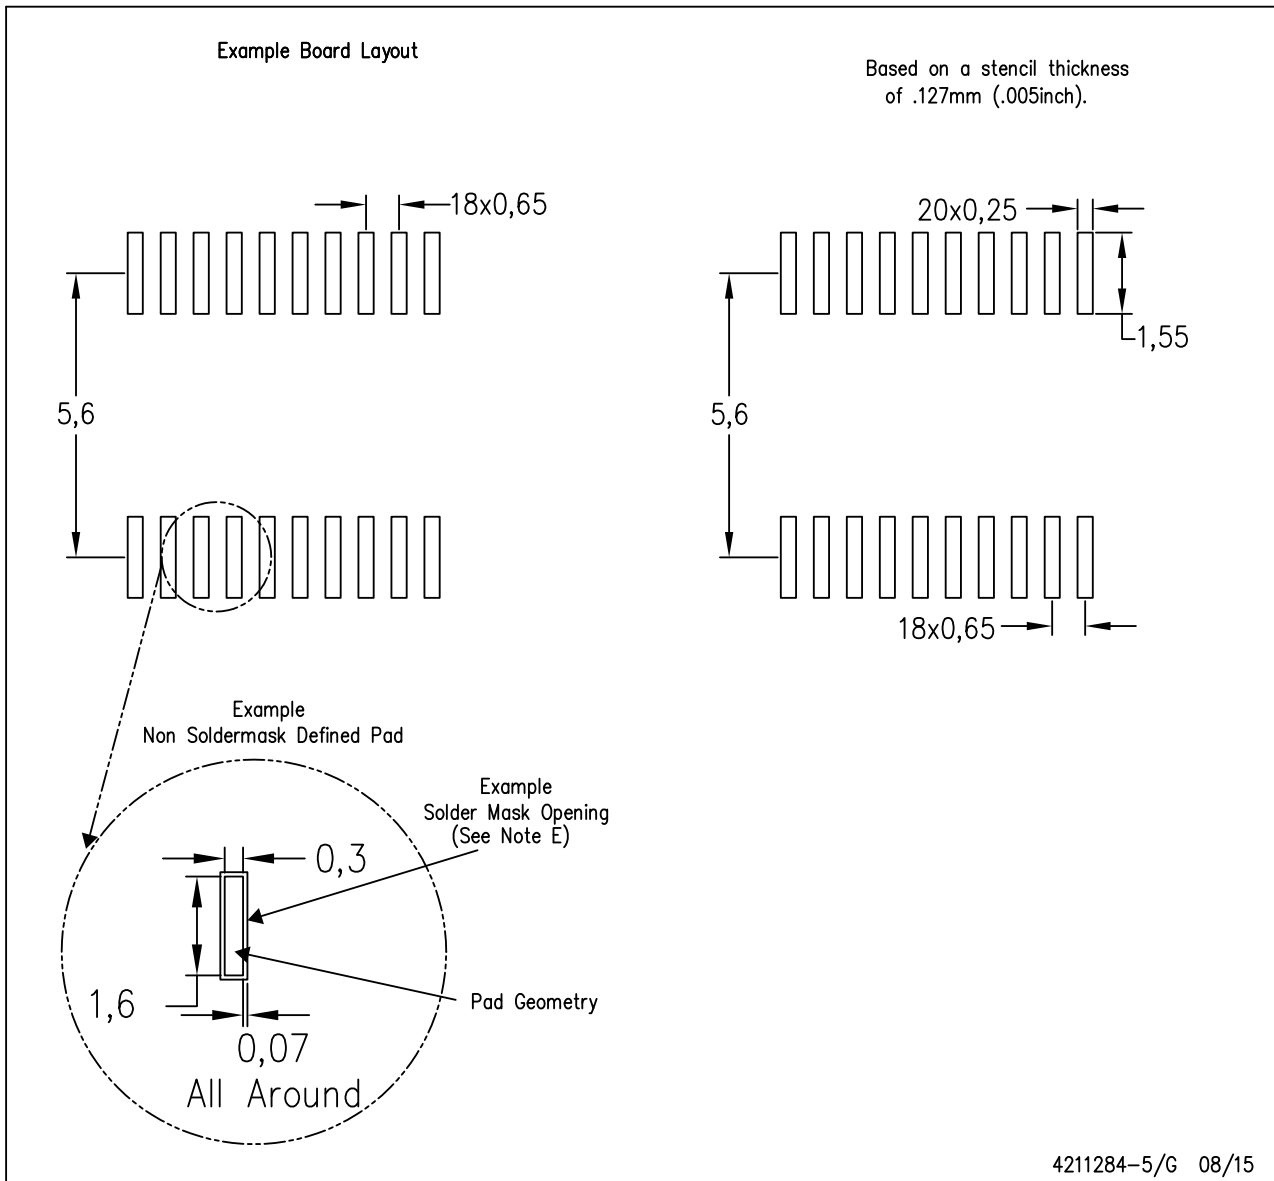 Example Board Layout
Based on a stencil thickness
of .127mm (.005inch).
18x0,65
20x0,25
1,55
5,6
5,6
18x0,65
Example
Non Soldermask Defined Pad
Example
Solder Mask Opening
(See Note E)
0,3
1,6
Pad Geometry
0,07
All Around
4211284-5/G 08/15